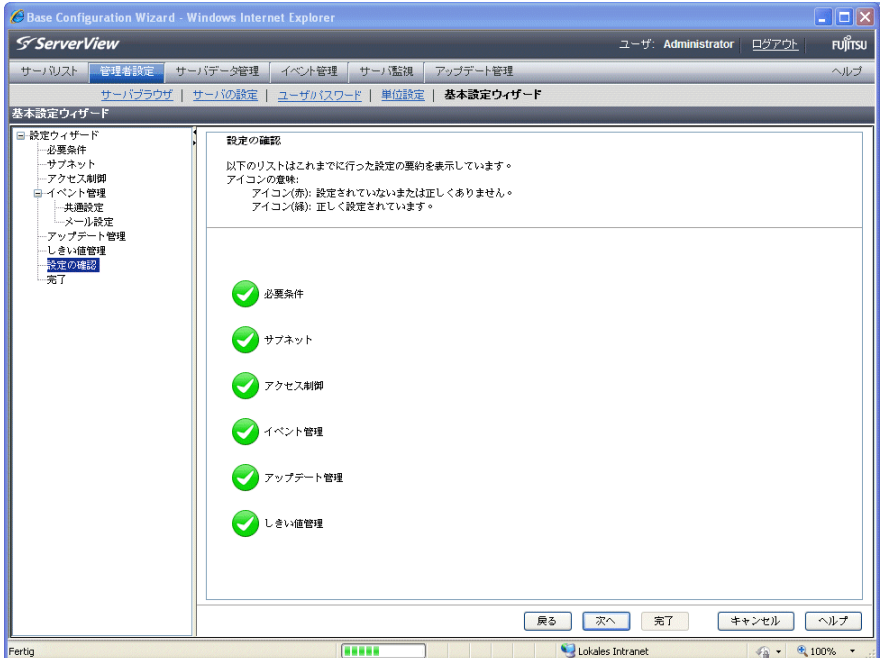 Base Configuration Wizard - Windows Internet Explorer
ServerView
ユーザ: Administrator ログアウト FUJITSU
サーバリスト 管理者設定 サーバデータ管理 イベント管理 サーバ監視 アップデート管理 ヘルプ
サーバブラウザ | サーバの設定 | ユーザ/パスワード | 単位設定 | 基本設定ウィザード
基本設定ウィザード
設定ウィザード
必要条件
サブネット
アクセス制御
イベント管理
共通設定
メール設定
アップデート管理
しきい値管理
設定の確認
完了
設定の確認
以下のリストはこれまでに行った設定の要約を表示しています。
アイコンの意味:
アイコン(赤): 設定されていないまたは正しくありません。
アイコン(緑): 正しく設定されています。
必要条件
サブネット
アクセス制御
イベント管理
アップデート管理
しきい値管理
戻る 次へ 完了 キャンセル ヘルプ
Fertig Lokales Intranet 100%